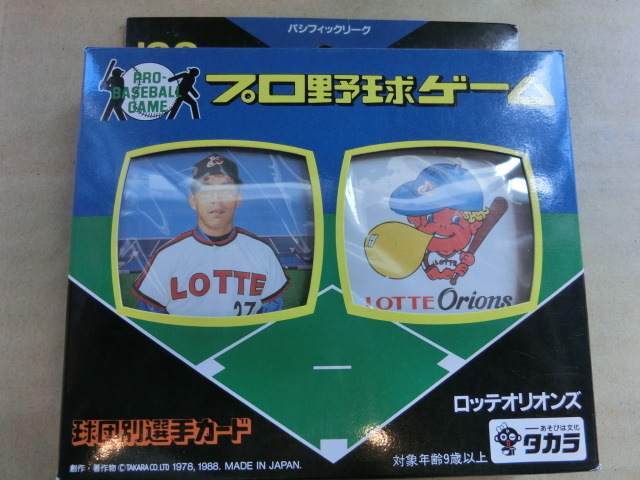 パシフィックリーグ
PRO-
BASEBALL
GAME
プロ野球ゲーム
LOTTE
27
LOTTE
LOTTE Orions
ロッテオリオンズ
球団別選手カード
あそびは文化
タカラ
対象年齢9歳以上
創作・著作物 ©TAKARA CO.LTD 1978, 1988. MADE IN JAPAN.